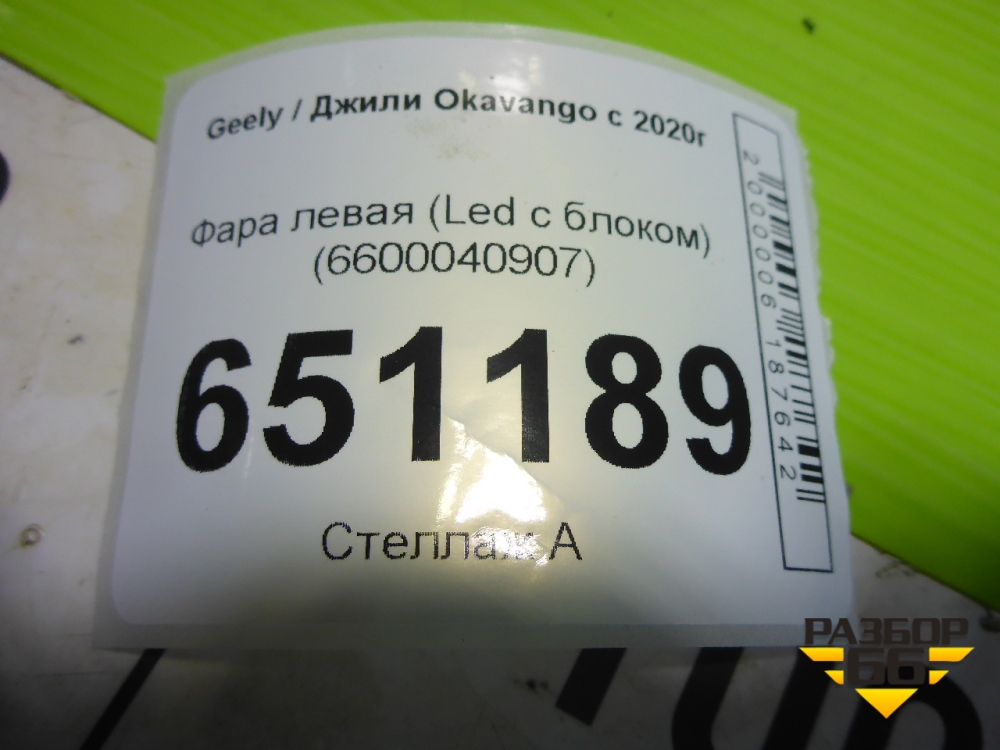 Geely / Джили Okavango с 2020г
Фара левая (Led с блоком)
(6600040907)
651189
Стеллаж А
2000006187642
РАЗБОР
66